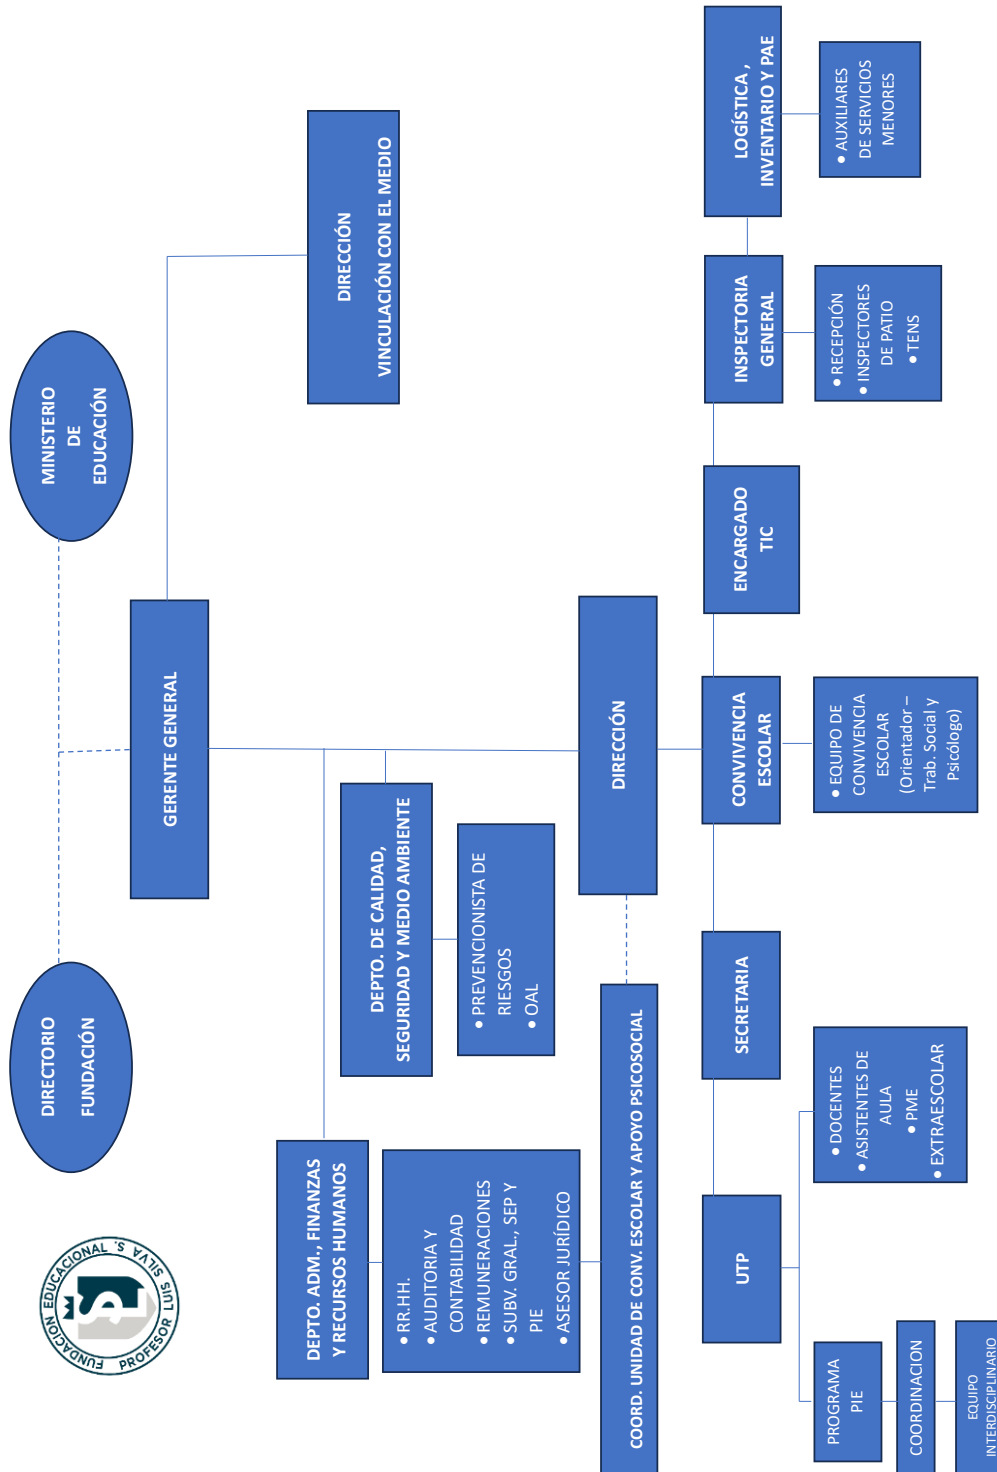 FUNDACION EDUCACIONAL
PROFESOR LUIS SILVA S.
DIRECTORIO
FUNDACIÓN
MINISTERIO
DE
EDUCACIÓN
GERENTE GENERAL
DIRECCIÓN
VINCULACIÓN CON EL MEDIO
DEPTO. ADM., FINANZAS
Y RECURSOS HUMANOS
• RR.HH.
• AUDITORIA Y
CONTABILIDAD
• REMUNERACIONES
• SUBV. GRAL., SEP Y
PIE
• ASESOR JURÍDICO
DEPTO. DE CALIDAD,
SEGURIDAD Y MEDIO AMBIENTE
• PREVENCIONISTA DE
RIESGOS
• OAL
COORD. UNIDAD DE CONV. ESCOLAR Y APOYO PSICOSOCIAL
DIRECCIÓN
UTP
SECRETARIA
CONVIVENCIA
ESCOLAR
ENCARGADO
TIC
INSPECTORIA
GENERAL
LOGÍSTICA ,
INVENTARIO Y PAE
PROGRAMA
PIE
COORDINACION
EQUIPO
INTERDISCIPLINARIO
• DOCENTES
• ASISTENTES DE
AULA
• PME
• EXTRAESCOLAR
• EQUIPO DE
CONVIVENCIA
ESCOLAR
(Orientador –
Trab. Social y
Psicólogo)
• RECEPCIÓN
• INSPECTORES
DE PATIO
• TENS
• AUXILIARES
DE SERVICIOS
MENORES